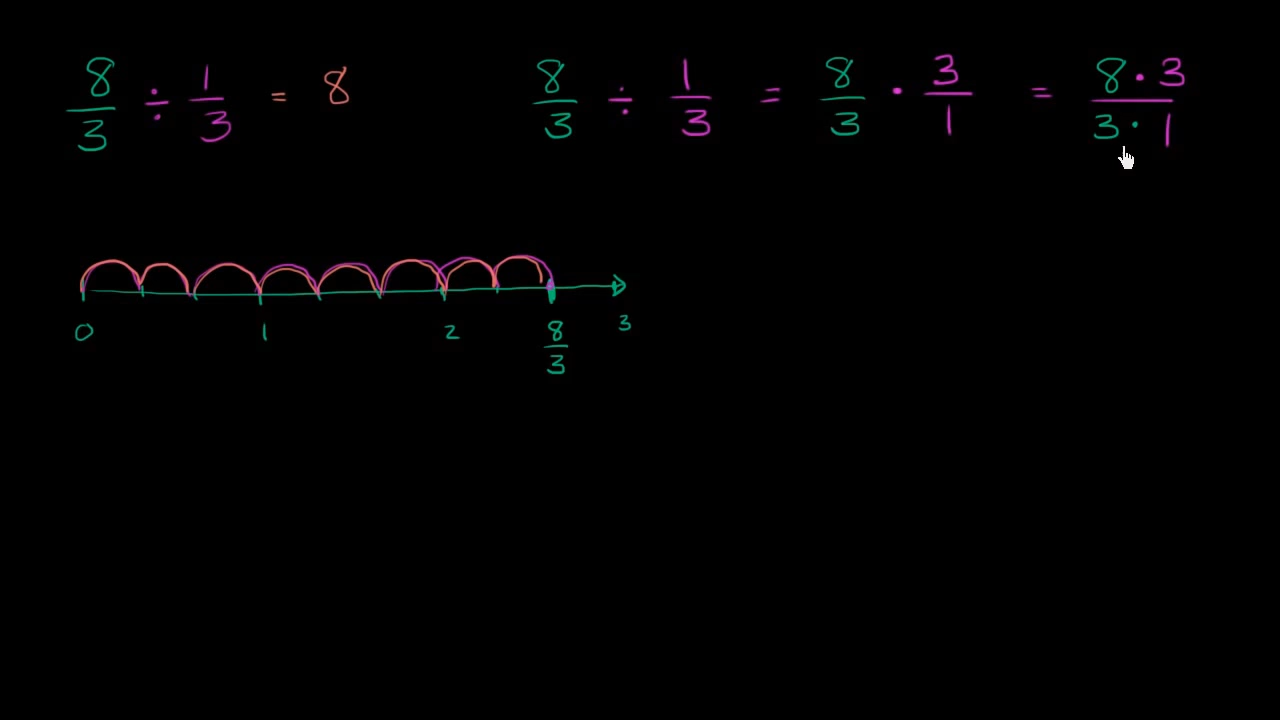 8/3 ÷ 1/3 = 8
8/3 ÷ 1/3 = 8/3 · 3/1 = 8·3/3·1
0 1 2 8/3 3